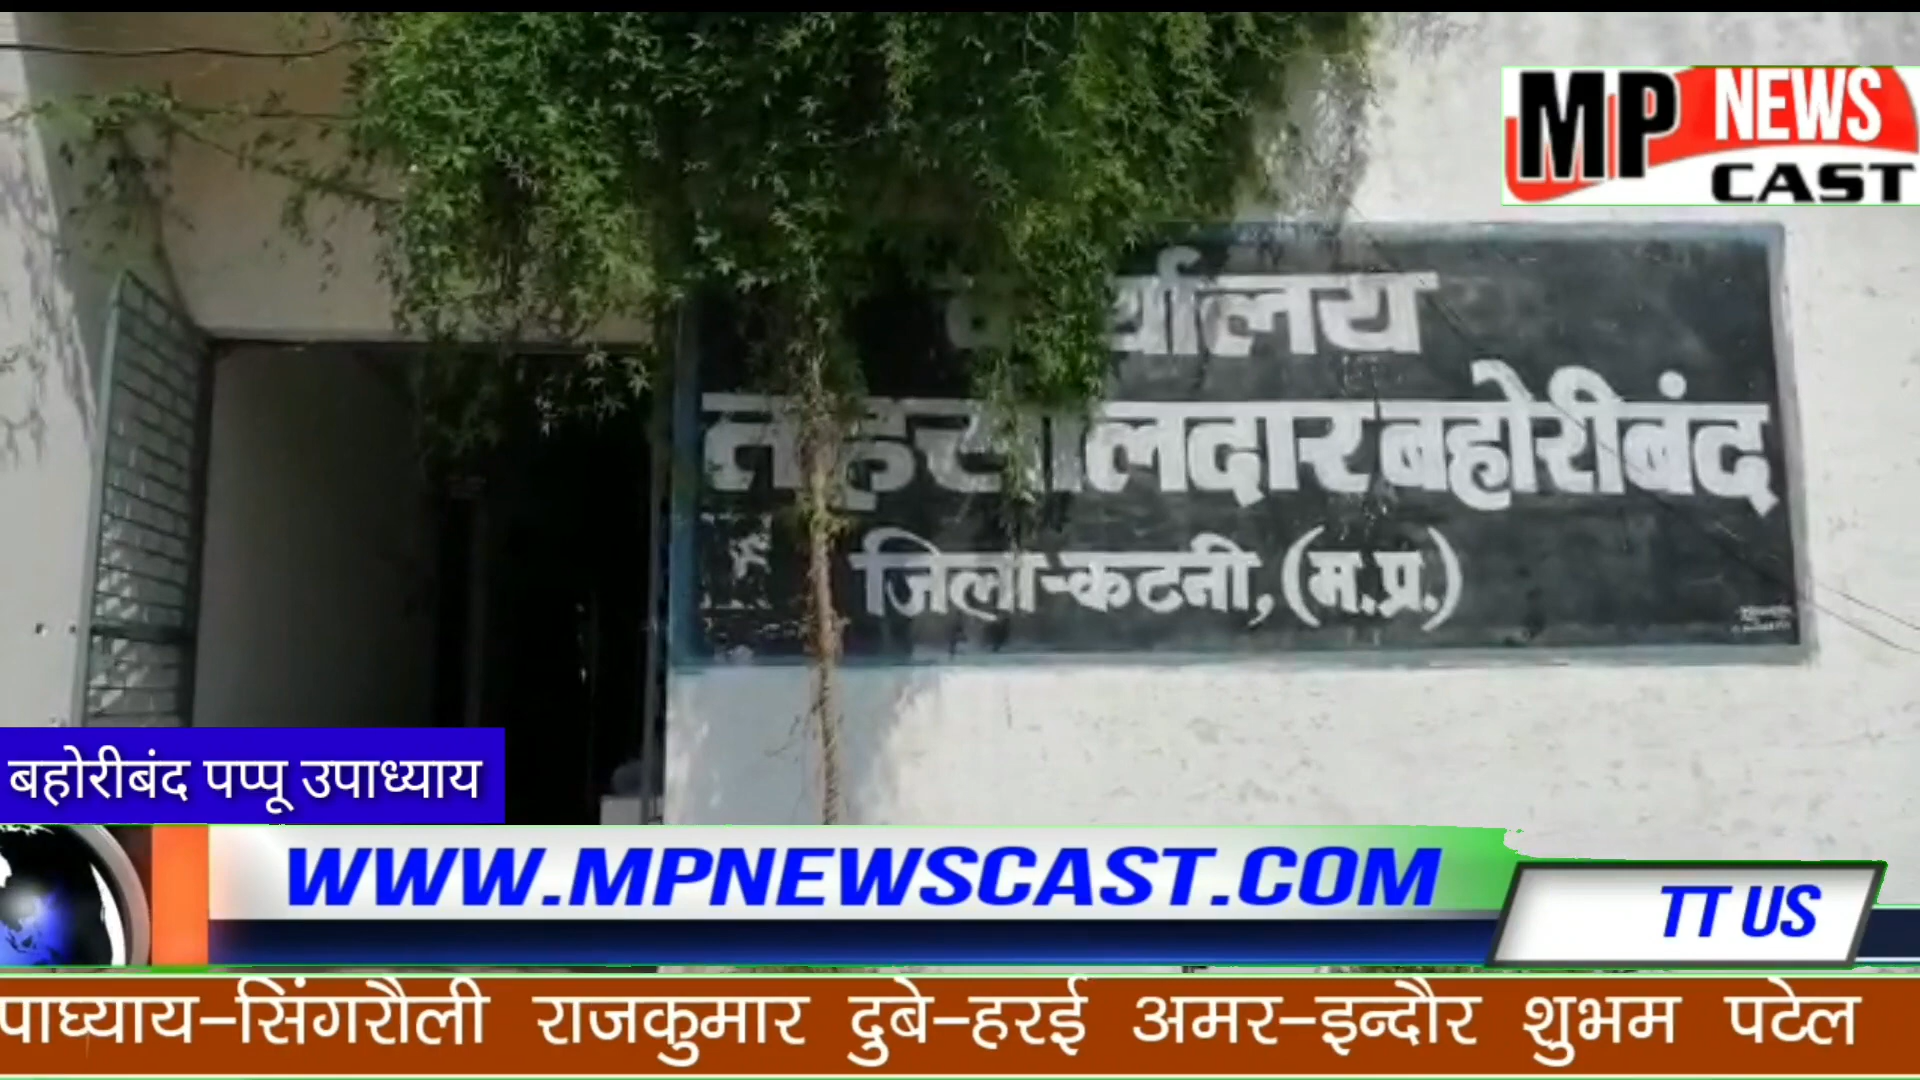 MP NEWS
CAST
कार्यालय
तहसीलदार बहोरीबंद
जिला-कटनी, (म.प्र.)
बहोरीबंद पप्पू उपाध्याय
WWW.MPNEWSCAST.COM
TT US
पाघ्याय-सिंगरौली राजकुमार दुबे-हरई अमर-इन्दौर शुभम पटेल